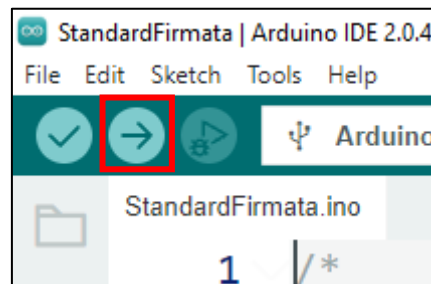 StandardFirmata | Arduino IDE 2.0.4
File Edit Sketch Tools Help
Arduino
StandardFirmata.ino
1 /*